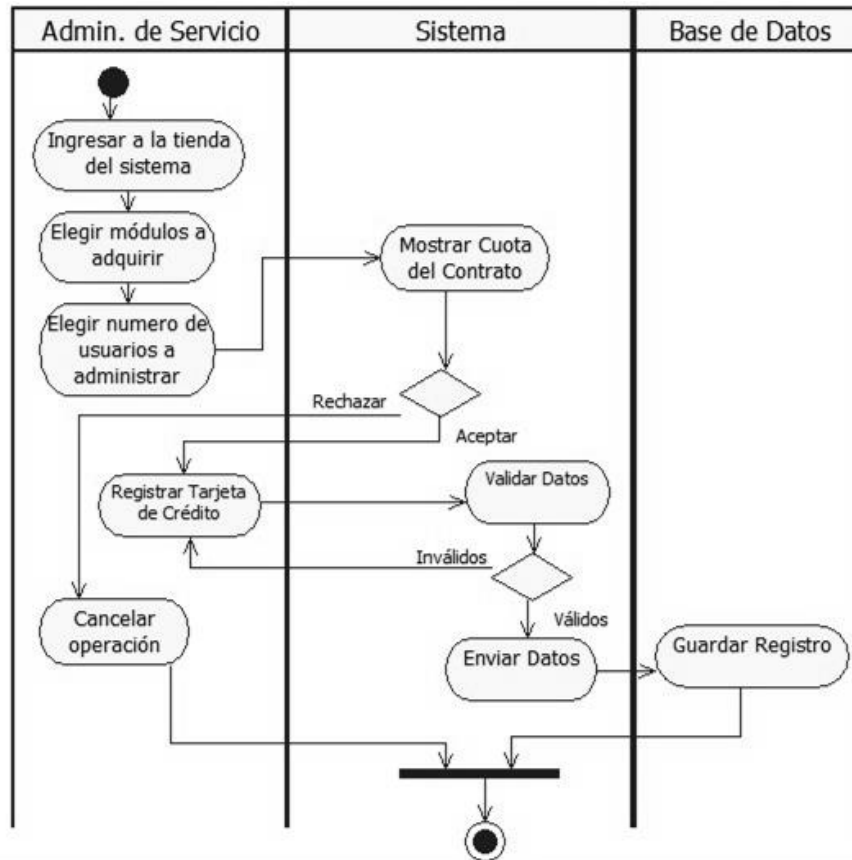 Admin. de Servicio
Sistema
Base de Datos
Ingresar a la tienda
del sistema
Elegir módulos a
adquirir
Elegir numero de
usuarios a
administrar
Mostrar Cuota
del Contrato
Rechazar
Aceptar
Registrar Tarjeta
de Crédito
Validar Datos
Inválidos
Válidos
Cancelar
operación
Enviar Datos
Guardar Registro